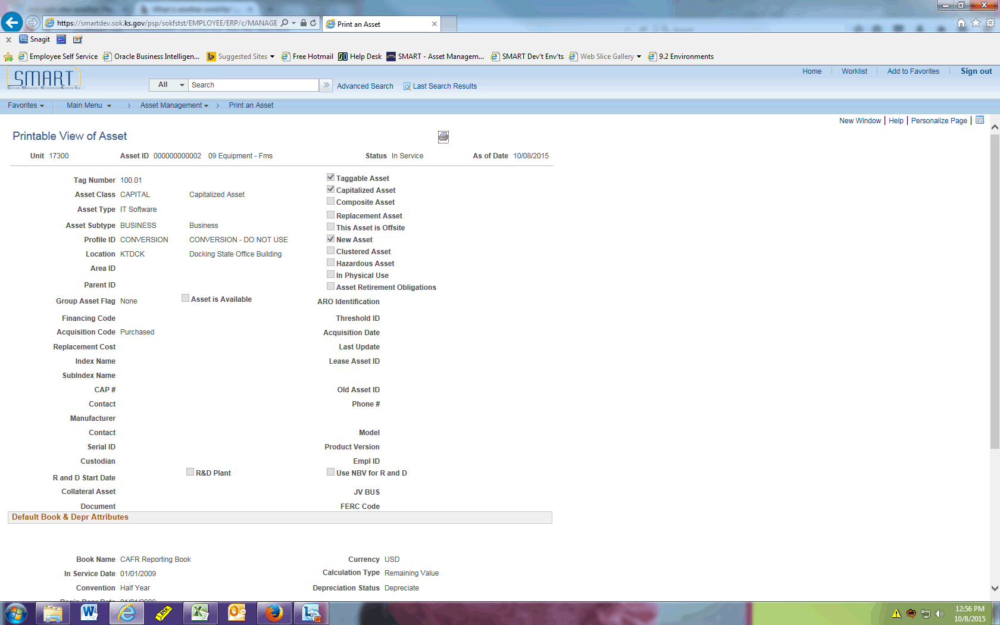 https://smartdev.sok.ks.gov/psp/sokfstst/EMPLOYEE/ERP/c/MANAGE
Print an Asset
Snagit
Employee Self Service Oracle Business Intelligen... Suggested Sites Free Hotmail Help Desk SMART - Asset Managem... SMART Dev't Env'ts Web Slice Gallery 9.2 Environments
SMART
Home Worklist Add to Favorites Sign out
All Search Advanced Search Last Search Results
Favorites Main Menu > Asset Management > Print an Asset
New Window | Help | Personalize Page |
Printable View of Asset
Unit 17300 Asset ID 000000000002 09 Equipment - Fms Status In Service As of Date 10/08/2015
Tag Number 100.01 Taggable Asset
Asset Class CAPITAL Capitalized Asset Capitalized Asset
Composite Asset
Asset Type IT Software Replacement Asset
Asset Subtype BUSINESS Business This Asset is Offsite
Profile ID CONVERSION CONVERSION - DO NOT USE New Asset
Location KTDCK Docking State Office Building Clustered Asset
Area ID Hazardous Asset
In Physical Use
Parent ID Asset Retirement Obligations
Group Asset Flag None Asset is Available ARO Identification
Financing Code Threshold ID
Acquisition Code Purchased Acquisition Date
Replacement Cost Last Update
Index Name Lease Asset ID
SubIndex Name
CAP # Old Asset ID
Contact Phone #
Manufacturer
Contact Model
Serial ID Product Version
Custodian Empl ID
R and D Start Date R&D Plant Use NBV for R and D
Collateral Asset JV BUS
Document FERC Code
Default Book & Depr Attributes
Book Name CAFR Reporting Book Currency USD
In Service Date 01/01/2009 Calculation Type Remaining Value
Convention Half Year Depreciation Status Depreciate
Begin Depr Date 01/01/2009
12:56 PM
10/8/2015